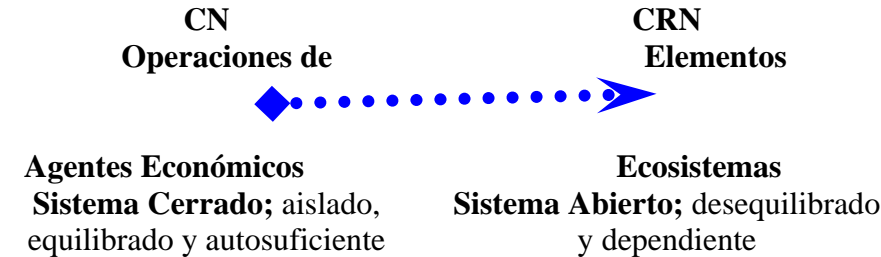 CN CRN
Operaciones de Elementos
Agentes Económicos Ecosistemas
Sistema Cerrado; aislado, Sistema Abierto; desequilibrado
equilibrado y autosuficiente y dependiente